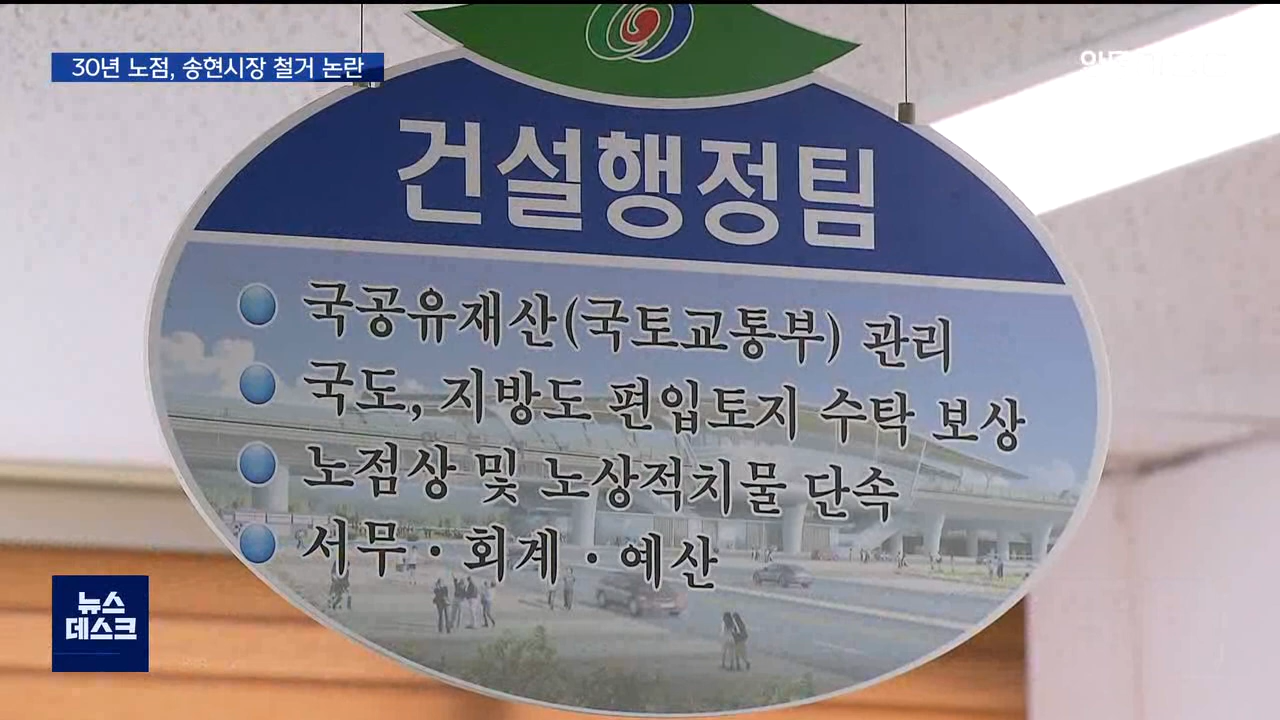 30년 노점, 송현시장 철거 논란
건설행정팀
국공유재산(국토교통부) 관리
국도, 지방도 편입토지 수탁 보상
노점상 및 노상적치물 단속
서무·회계·예산
뉴스
데스크